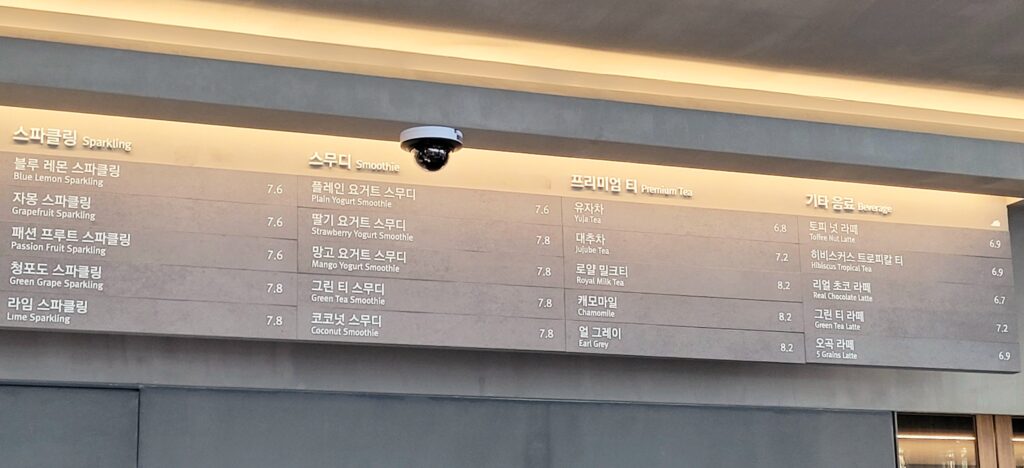 스파클링 Sparkling
블루 레몬 스파클링
Blue Lemon Sparkling 7.6
자몽 스파클링
Grapefruit Sparkling 7.6
패션 프루트 스파클링
Passion Fruit Sparkling 7.6
청포도 스파클링
Green Grape Sparkling 7.8
라임 스파클링
Lime Sparkling 7.8
스무디 Smoothie
플레인 요거트 스무디
Plain Yogurt Smoothie 7.6
딸기 요거트 스무디
Strawberry Yogurt Smoothie 7.8
망고 요거트 스무디
Mango Yogurt Smoothie 7.8
그린 티 스무디
Green Tea Smoothie 7.8
코코넛 스무디
Coconut Smoothie 7.8
프리미엄 티 Premium Tea
유자차
Yuja Tea 6.8
대추차
Jujube Tea 7.2
로얄 밀크티
Royal Milk Tea 8.2
캐모마일
Chamomile 8.2
얼 그레이
Earl Grey 8.2
기타 음료 Beverage
토피 넛 라떼
Toffee Nut Latte 6.9
히비스커스 트로피칼 티
Hibiscus Tropical Tea 6.9
리얼 초코 라떼
Real Chocolate Latte 6.7
그린 티 라떼
Green Tea Latte 7.2
오곡 라떼
5 Grains Latte 6.9